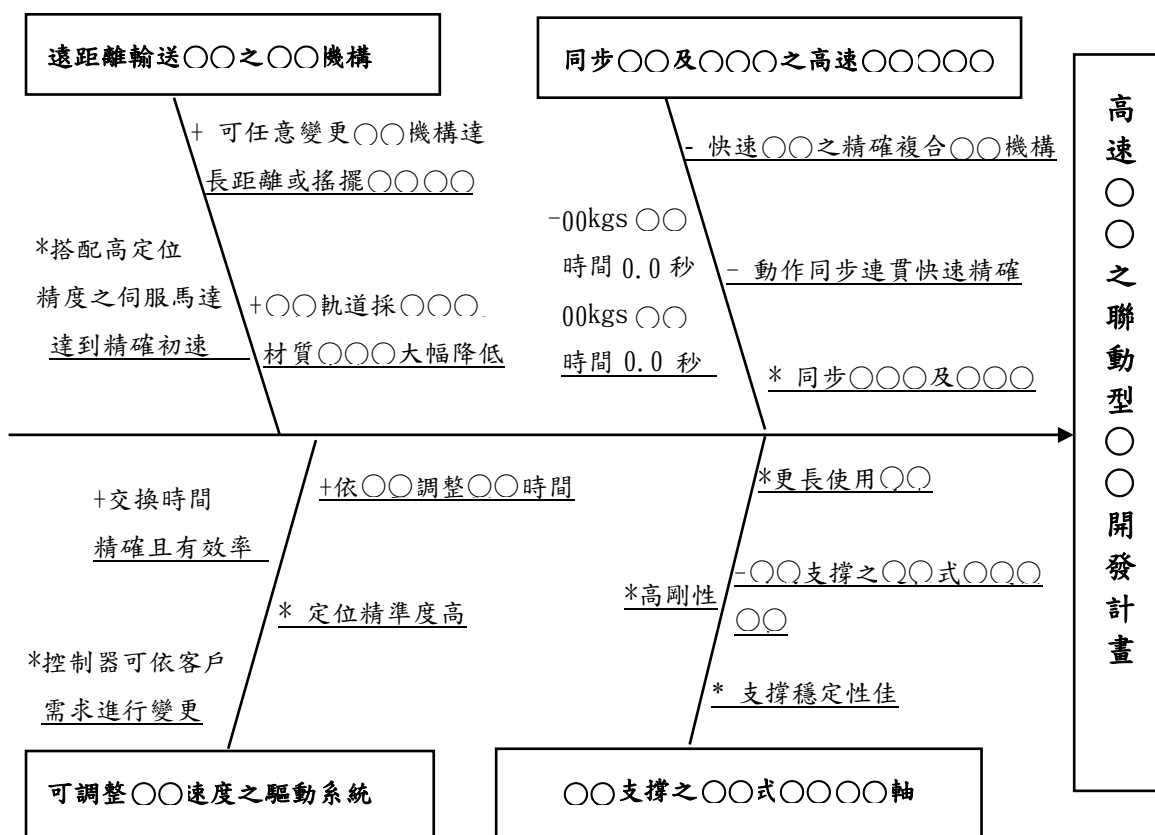 遠距離輸送○○之○○機構
+ 可任意變更○○機構達
長距離或搖擺○○○○
*搭配高定位
精度之伺服馬達
達到精確初速
+○○軌道採○○○
材質○○○大幅降低
同步○○及○○○之高速○○○○○
- 快速○○之精確複合○○機構
-00kgs ○○
時間 0.0 秒
00kgs ○○
時間 0.0 秒
- 動作同步連貫快速精確
* 同步○○○及○○○
高速○○之聯動型○○開發計畫
+交換時間
精確且有效率
+依○○調整○○時間
* 定位精準度高
*控制器可依客戶
需求進行變更
可調整○○速度之驅動系統
*更長使用○○
*高剛性
-○○支撐之○○式○○○
○○
* 支撐穩定性佳
○○支撐之○○式○○○○軸